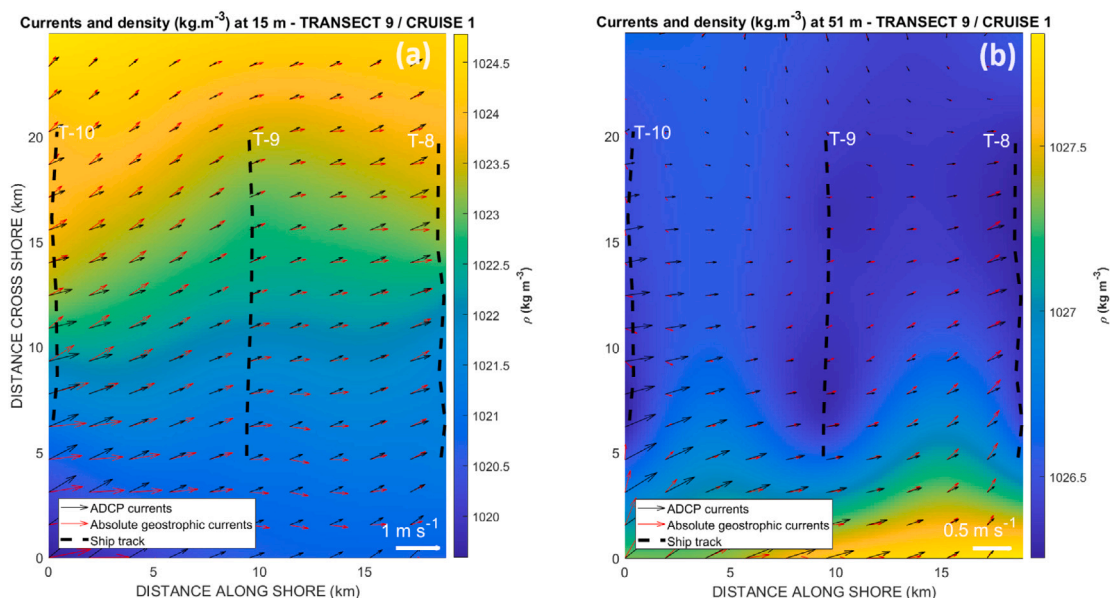 Currents and density (kg.m-3) at 15 m - TRANSECT 9 / CRUISE 1
(a)
T-10
T-9
T-8
20
15
10
5
0
DISTANCE CROSS SHORE (km)
ADCP currents
Absolute geostrophic currents
Ship track
1 m s-1
0 5 10 15
DISTANCE ALONG SHORE (km)
1024.5
1024
1023.5
1023
1022.5
1022
1021.5
1021
1020.5
1020
ρ (kg m-3)
Currents and density (kg.m-3) at 51 m - TRANSECT 9 / CRUISE 1
(b)
T-10
T-9
T-8
20
15
10
5
0
ADCP currents
Absolute geostrophic currents
Ship track
0.5 m s-1
0 5 10 15
DISTANCE ALONG SHORE (km)
1027.5
1027
1026.5
ρ (kg m-3)